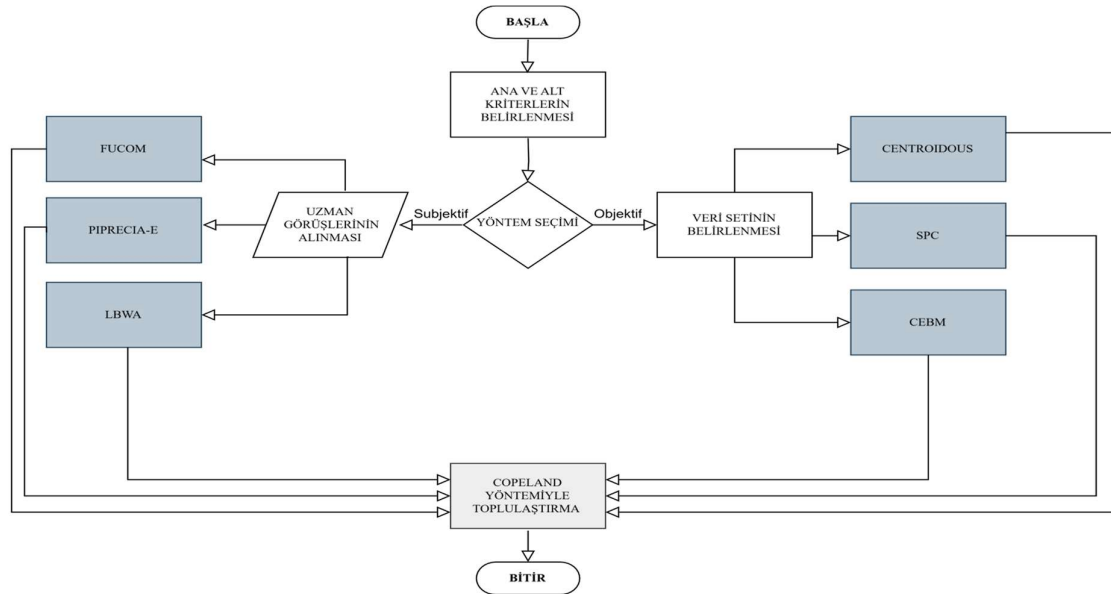 BAŞLA
ANA VE ALT
KRİTERLERİN
BELİRLENMESİ
FUCOM
CENTROIDOUS
PIPRECIA-E
UZMAN
GÖRÜŞLERİNİN
ALINMASI
Subjektif
YÖNTEM SEÇİMİ
Objektif
VERİ SETİNİN
BELİRLENMESİ
SPC
LBWA
CEBM
COPELAND
YÖNTEMİYLE
TOPLULAŞTIRMA
BİTİR